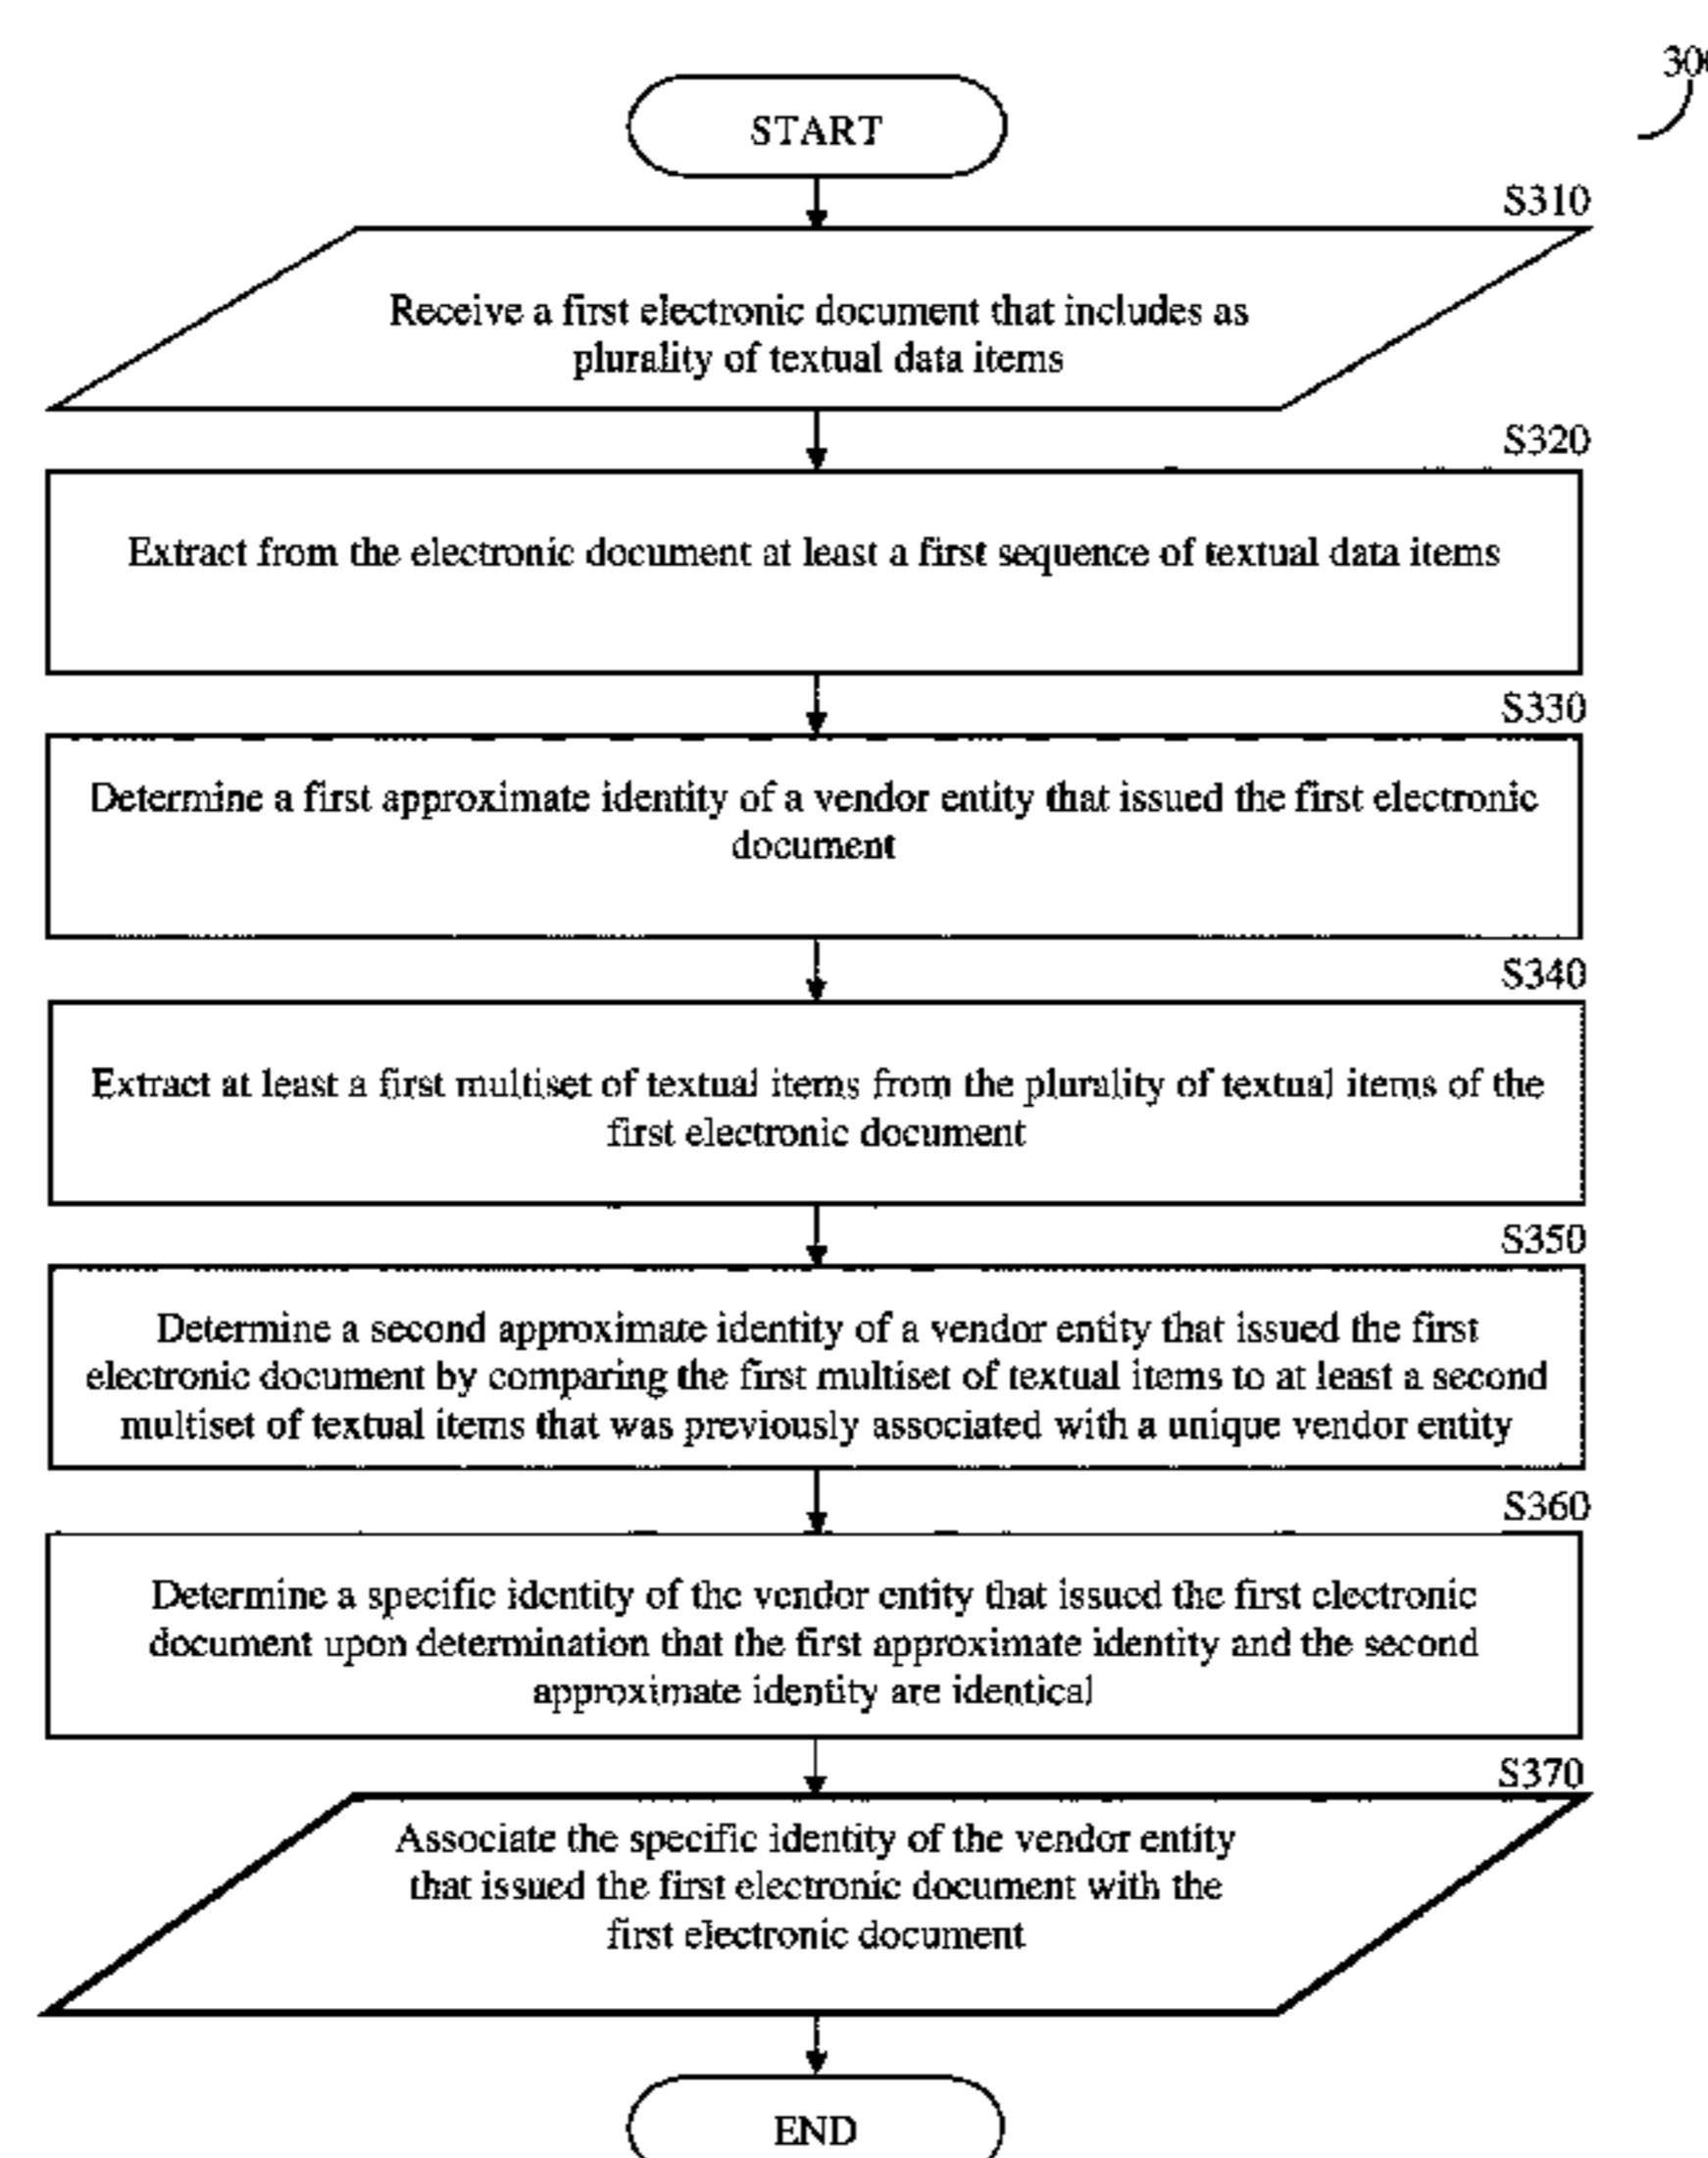 START
S310
Receive a first electronic document that includes as
plurality of textual data items
S320
Extract from the electronic document at least a first sequence of textual data items
S330
Determine a first approximate identity of a vendor entity that issued the first electronic
document
S340
Extract at least a first multiset of textual items from the plurality of textual items of the
first electronic document
S350
Determine a second approximate identity of a vendor entity that issued the first
electronic document by comparing the first multiset of textual items to at least a second
multiset of textual items that was previously associated with a unique vendor entity
S360
Determine a specific identity of the vendor entity that issued the first electronic
document upon determination that the first approximate identity and the second
approximate identity are identical
S370
Associate the specific identity of the vendor entity
that issued the first electronic document with the
first electronic document
END